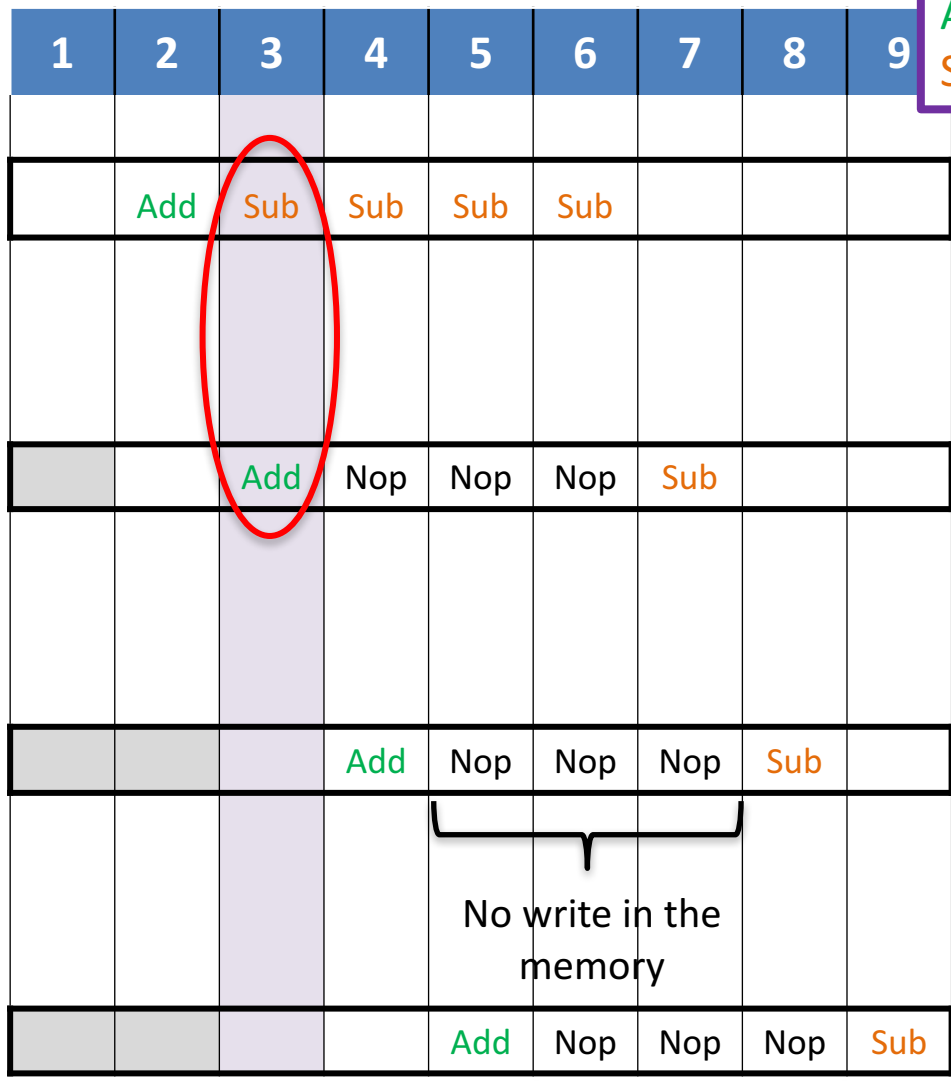 1 2 3 4 5 6 7 8 9
Add Sub Sub Sub Sub
Add Nop Nop Nop Sub
Add Nop Nop Nop Sub
No write in the
memory
Add Nop Nop Nop Sub